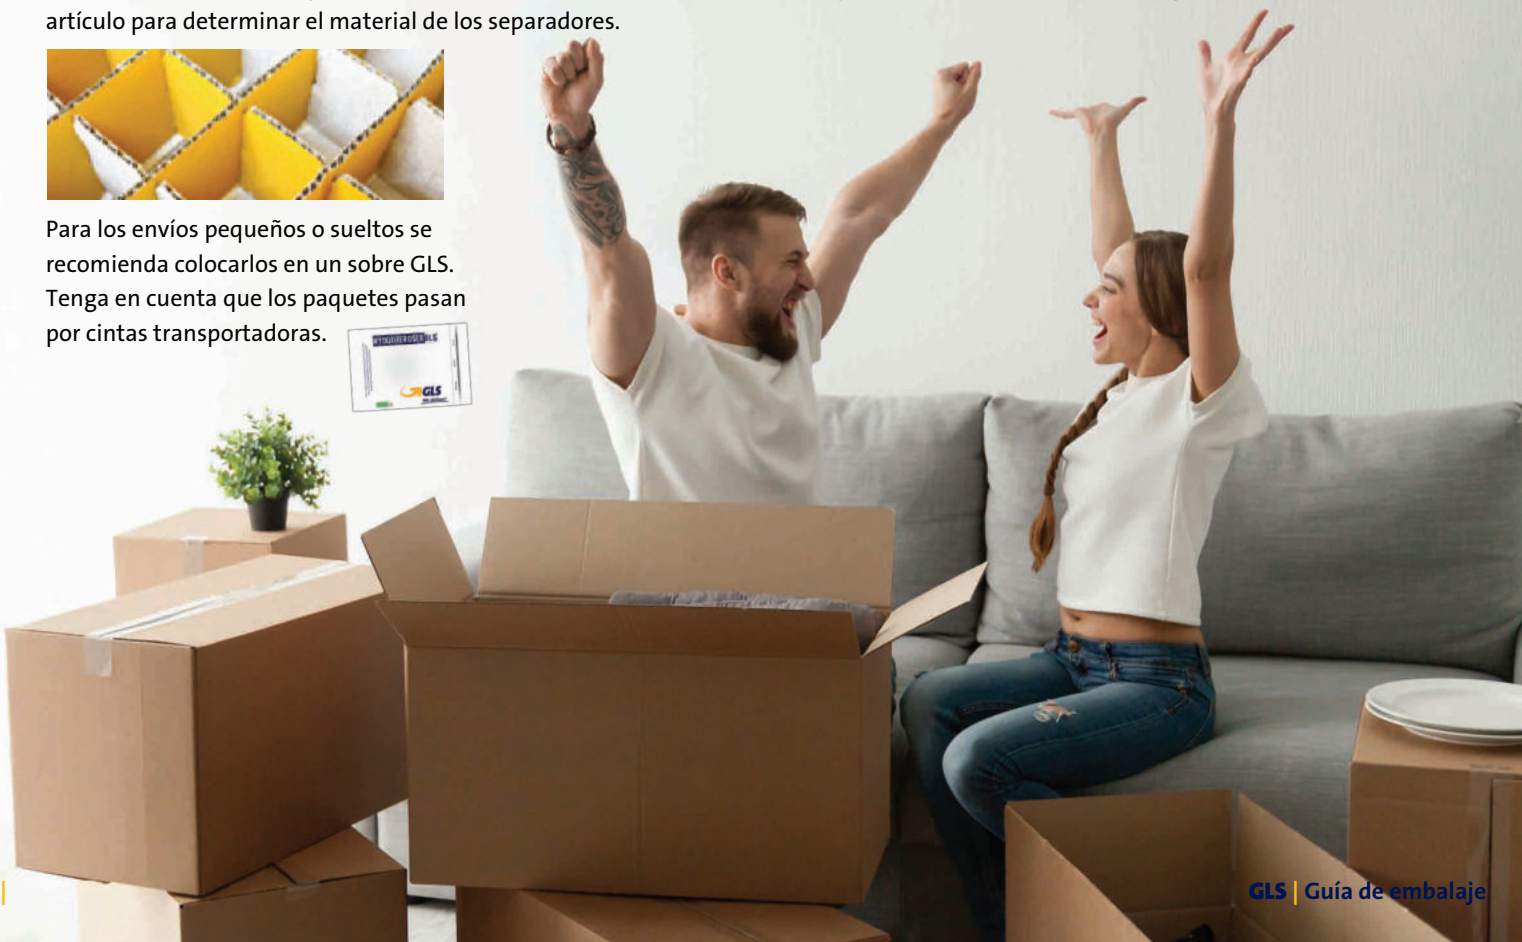 artículo para determinar el material de los separadores.
Para los envíos pequeños o sueltos se
recomienda colocarlos en un sobre GLS.
Tenga en cuenta que los paquetes pasan
por cintas transportadoras.
#YOQUIEROSERGLS
GLS
GLS | Guía de embalaje